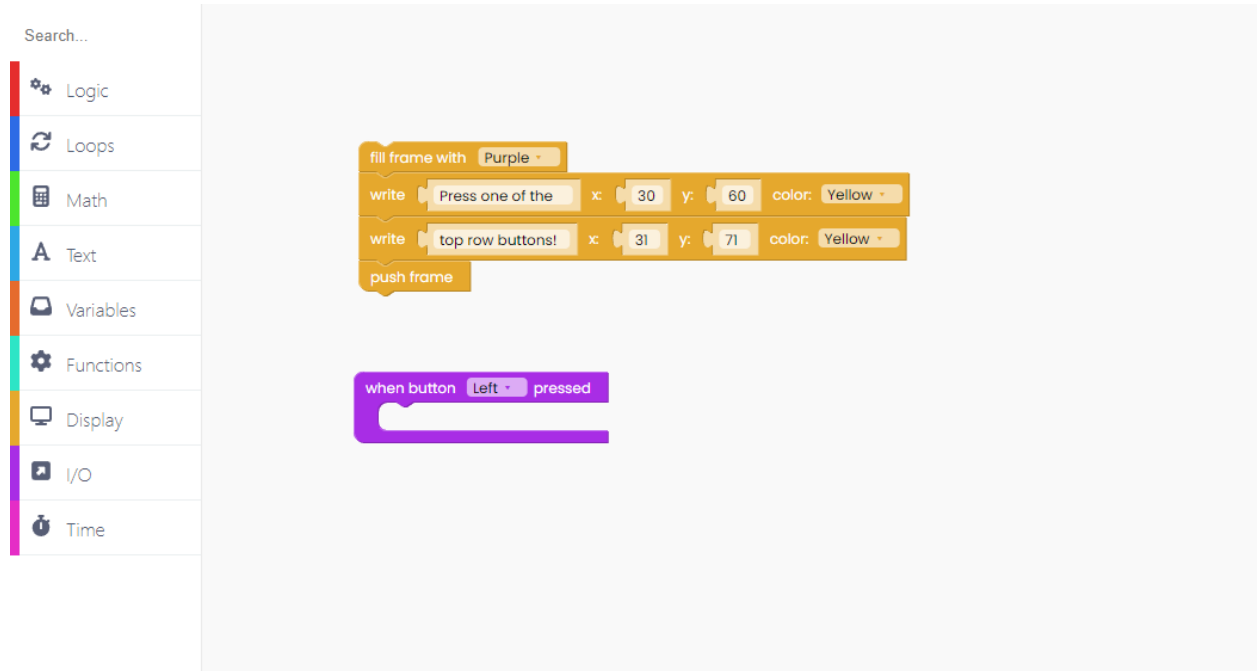 Search...
Logic
Loops
Math
Text
Variables
Functions
Display
I/O
Time
fill frame with Purple
write Press one of the x: 30 y: 60 color: Yellow
write top row buttons! x: 31 y: 71 color: Yellow
push frame
when button Left pressed